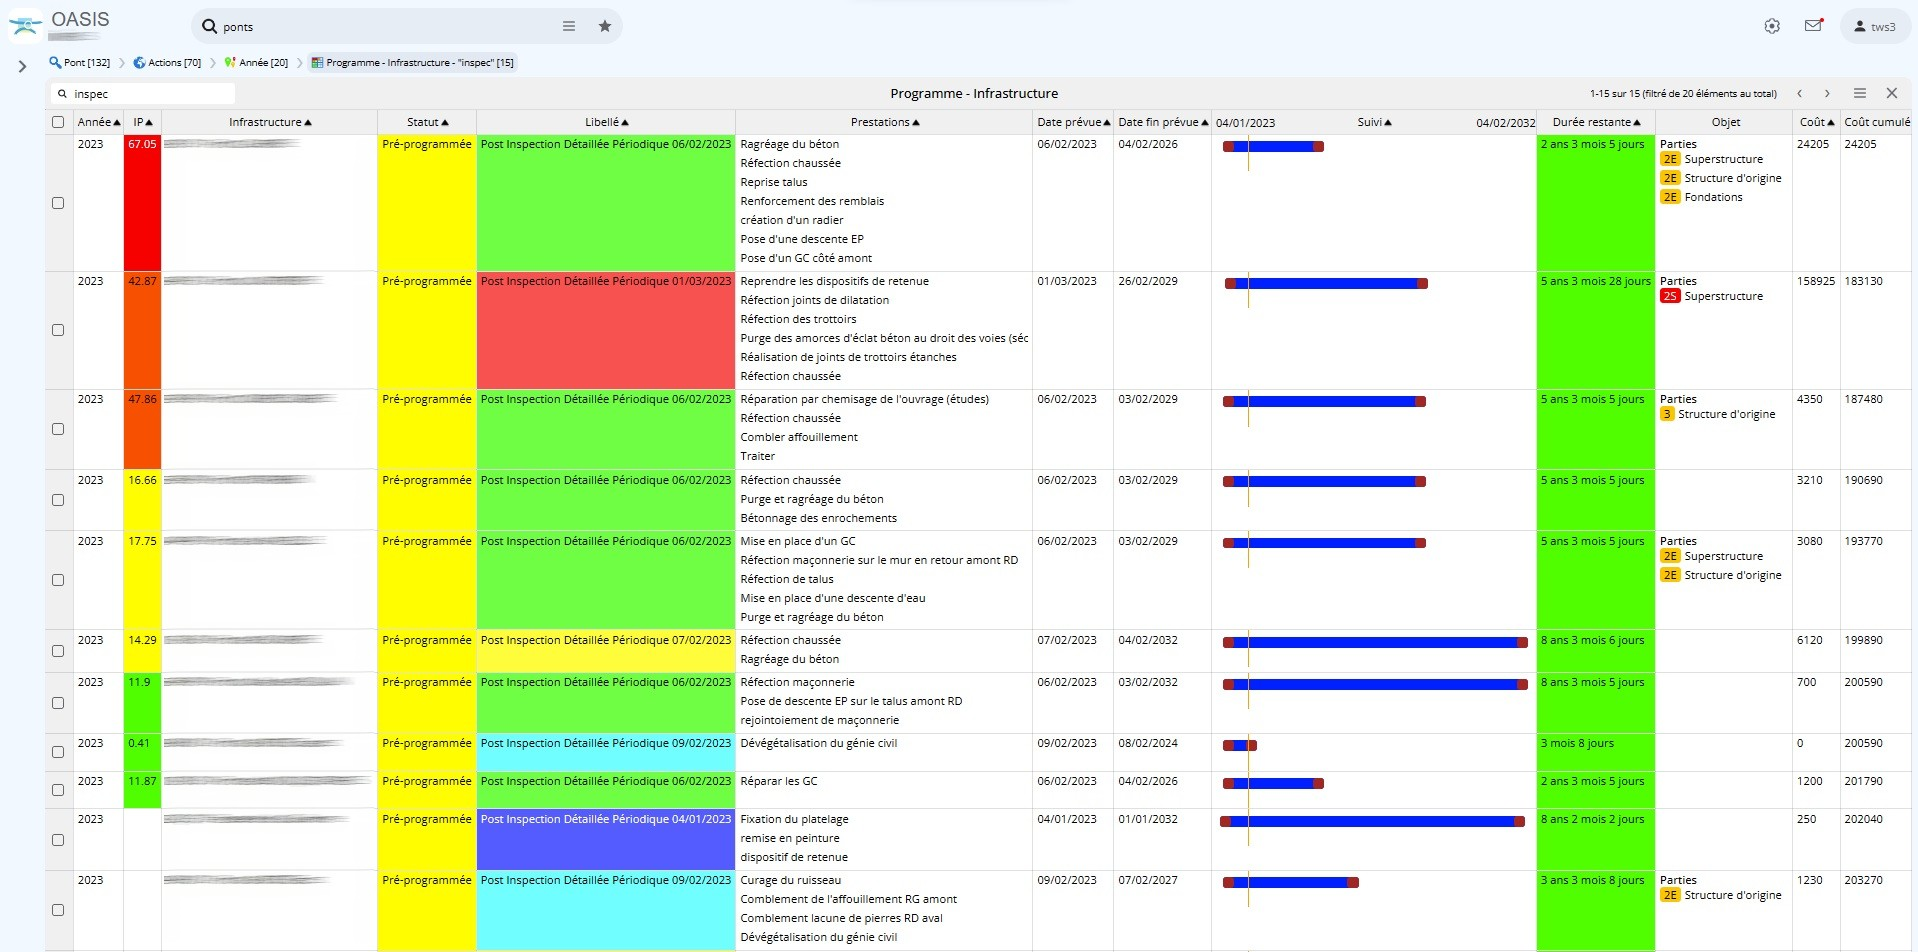 OASIS
ponts
tws3
Pont [132] Actions [70] Année [20] Programme - Infrastructure - "inspec" [15]
inspec Programme - Infrastructure 1-15 sur 15 (filtré de 20 éléments au total)
Année IP Infrastructure Statut Libellé Prestations Date prévue Date fin prévue 04/01/2023 Suivi 04/02/2032 Durée restante Objet Coût Coût cumulé
2023 67.05 Pré-programmée Post Inspection Détaillée Périodique 06/02/2023 Ragréage du béton 06/02/2023 04/02/2026 2 ans 3 mois 5 jours Parties 24205 24205
Réfection chaussée 2E Superstructure
Reprise talus 2E Structure d'origine
Renforcement des remblais 2E Fondations
création d'un radier
Pose d'une descente EP
Pose d'un GC côté amont
2023 42.87 Pré-programmée Post Inspection Détaillée Périodique 01/03/2023 Reprendre les dispositifs de retenue 01/03/2023 26/02/2029 5 ans 3 mois 28 jours Parties 158925 183130
Réfection joints de dilatation 2S Superstructure
Réfection des trottoirs
Purge des amorces d'éclat béton au droit des voies (séc
Réalisation de joints de trottoirs étanches
Réfection chaussée
2023 47.86 Pré-programmée Post Inspection Détaillée Périodique 06/02/2023 Réparation par chemisage de l'ouvrage (études) 06/02/2023 03/02/2029 5 ans 3 mois 5 jours Parties 4350 187480
Réfection chaussée 3 Structure d'origine
Combler affouillement
Traiter
2023 16.66 Pré-programmée Post Inspection Détaillée Périodique 06/02/2023 Réfection chaussée 06/02/2023 03/02/2029 5 ans 3 mois 5 jours 3210 190690
Purge et ragréage du béton
Bétonnage des enrochements
2023 17.75 Pré-programmée Post Inspection Détaillée Périodique 06/02/2023 Mise en place d'un GC 06/02/2023 03/02/2029 5 ans 3 mois 5 jours Parties 3080 193770
Réfection maçonnerie sur le mur en retour amont RD 2E Superstructure
Réfection de talus 2E Structure d'origine
Mise en place d'une descente d'eau
Purge et ragréage du béton
2023 14.29 Pré-programmée Post Inspection Détaillée Périodique 07/02/2023 Réfection chaussée 07/02/2023 04/02/2032 8 ans 3 mois 6 jours 6120 199890
Ragréage du béton
2023 11.9 Pré-programmée Post Inspection Détaillée Périodique 06/02/2023 Réfection maçonnerie 06/02/2023 03/02/2032 8 ans 3 mois 5 jours 700 200590
Pose de descente EP sur le talus amont RD
rejointoiement de maçonnerie
2023 0.41 Pré-programmée Post Inspection Détaillée Périodique 09/02/2023 Dévégétalisation du génie civil 09/02/2023 08/02/2024 3 mois 8 jours 0 200590
2023 11.87 Pré-programmée Post Inspection Détaillée Périodique 06/02/2023 Réparer les GC 06/02/2023 04/02/2026 2 ans 3 mois 5 jours 1200 201790
2023 Pré-programmée Post Inspection Détaillée Périodique 04/01/2023 Fixation du platelage 04/01/2023 01/01/2032 8 ans 2 mois 2 jours 250 202040
remise en peinture
dispositif de retenue
2023 Pré-programmée Post Inspection Détaillée Périodique 09/02/2023 Curage du ruisseau 09/02/2023 07/02/2027 3 ans 3 mois 8 jours Parties 1230 203270
Comblement de l'affouillement RG amont 2E Structure d'origine
Comblement lacune de pierres RD aval
Dévégétalisation du génie civil